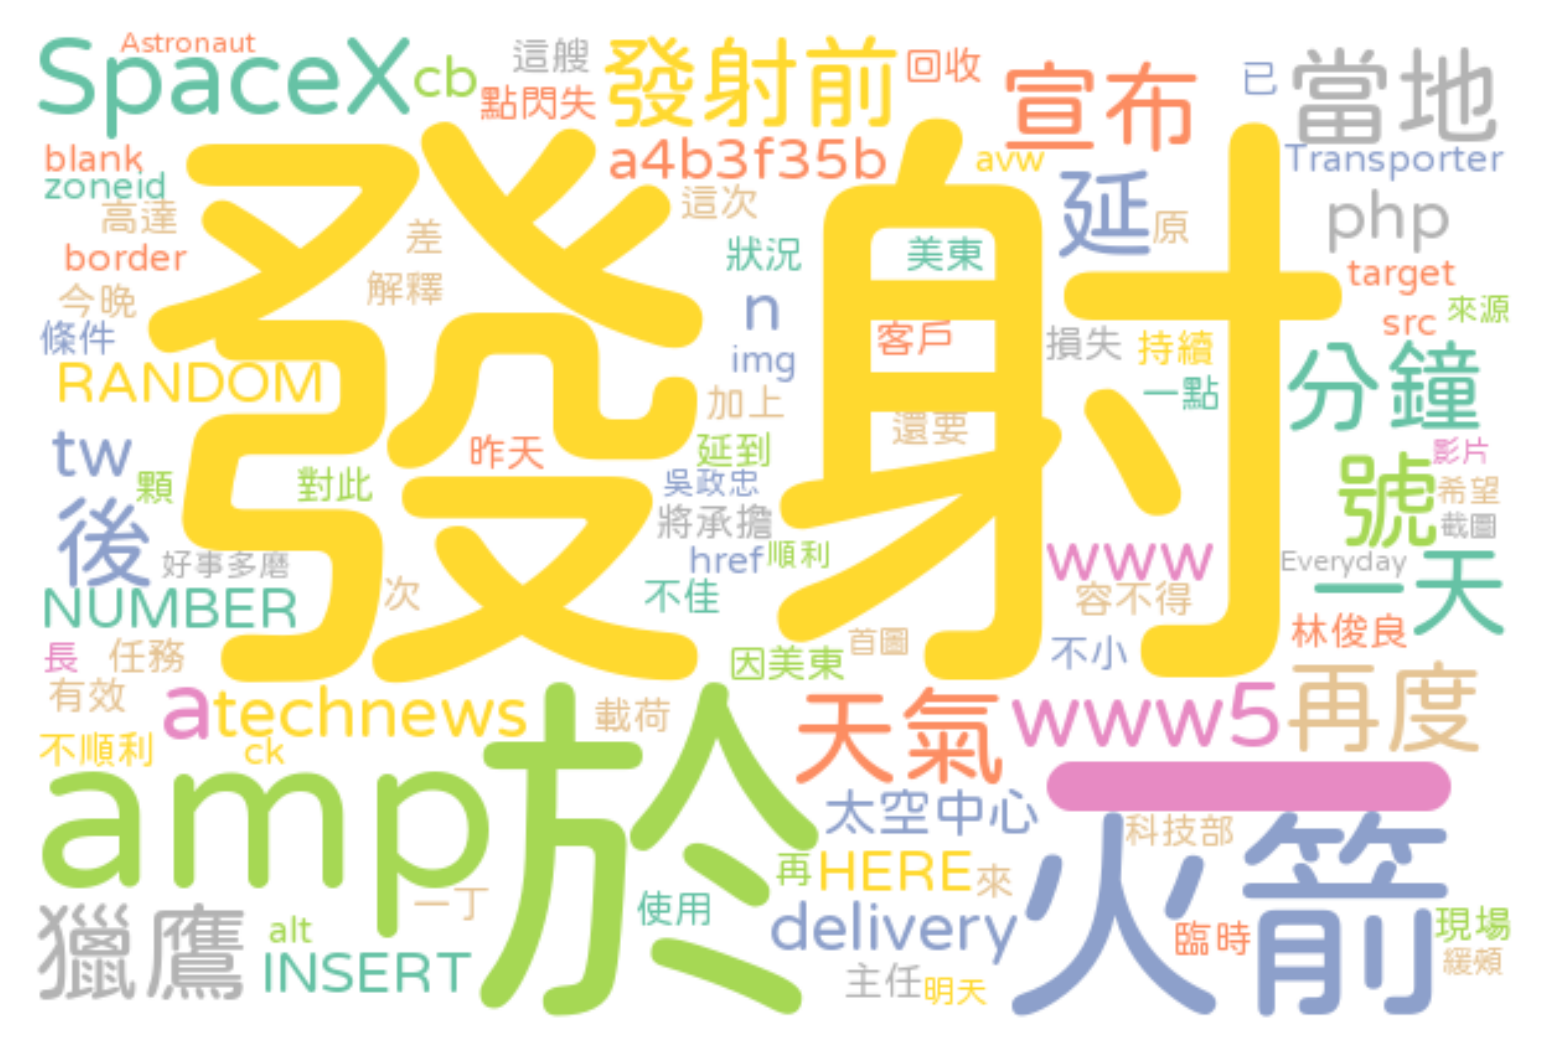 SpaceX
Astronaut
cb
這艘
點閃失
發射前
回收
宣布
已
當地
blank
zoneid
高達
a4b3f35b
avw
Transporter
這次
延
原
php
border
差
解釋
狀況
美東
target
今晚
條件
n
客戶
損失
持續
src
來源
RANDOM
img
一點
分鐘
發射
加上
還要
tw
昨天
延到
號
影片
顆
對此
吳政忠
希望
後
將承擔
截圖
好事多磨
href
順利
www
Everyday
一天
NUMBER
次
不佳
容不得
長
任務
因美東
首圖
不小
林俊良
有效
a
technews
載荷
天氣
www5
再度
不順利
ck
amp
於
太空中心
一
科技部
火箭
再
HERE
來
一丁
使用
delivery
獵鷹
alt
INSERT
臨時
現場
主任
明天
緩頰